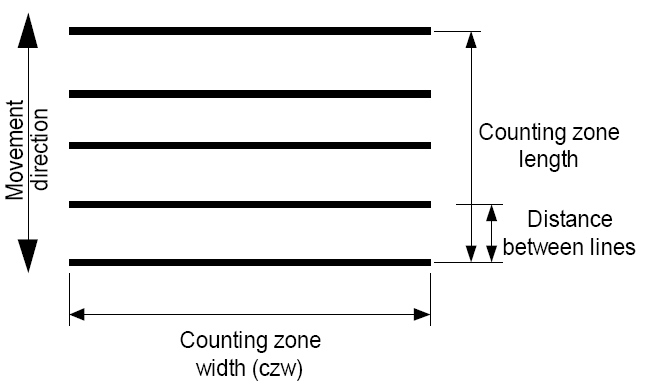 Movement
direction
Counting zone
length
Distance
between lines
Counting zone
width (czw)